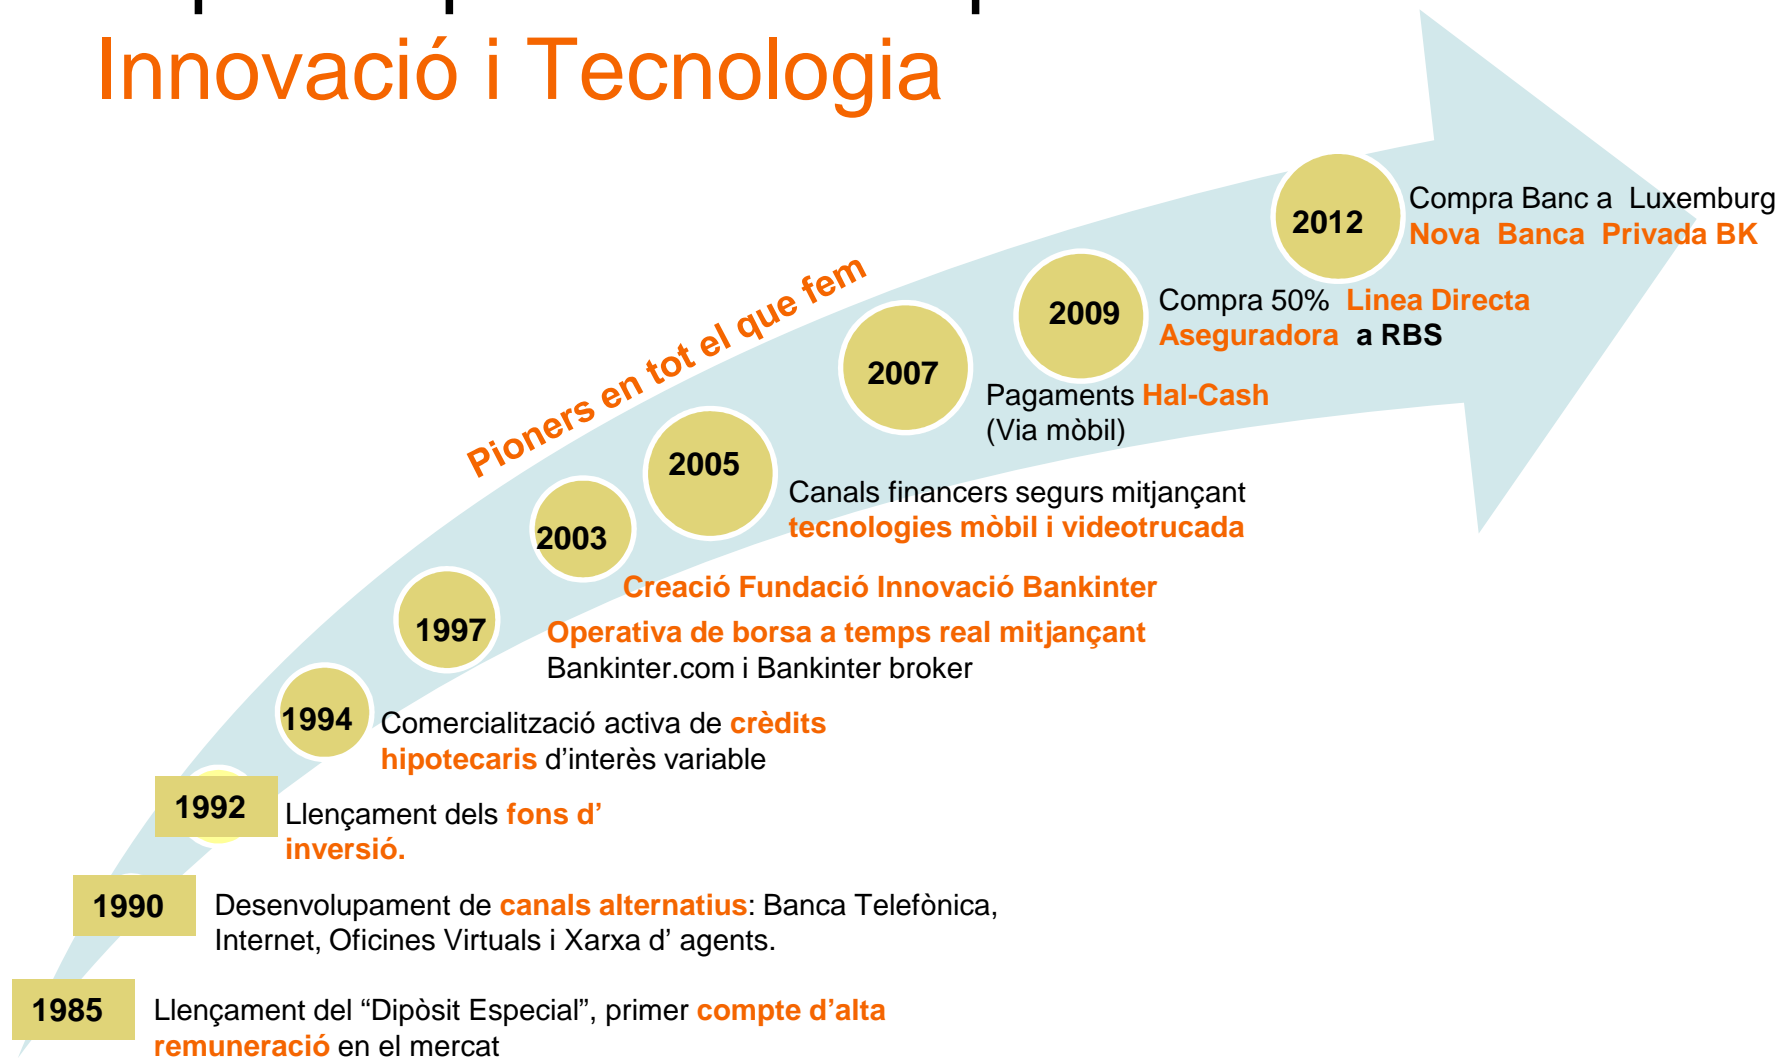 Innovació i Tecnologia
2012
Compra Banc a Luxemburg
Nova Banca Privada BK
Pioners en tot el que fem
2009
Compra 50% Linea Directa
Aseguradora a RBS
2007
Pagaments Hal-Cash
(Via mòbil)
2005
Canals financers segurs mitjançant
tecnologies mòbil i videotrucada
2003
Creació Fundació Innovació Bankinter
1997
Operativa de borsa a temps real mitjançant
Bankinter.com i Bankinter broker
1994
Comercialització activa de crèdits
hipotecaris d’interès variable
1992
Llençament dels fons d’
inversió.
1990
Desenvolupament de canals alternatius: Banca Telefònica,
Internet, Oficines Virtuals i Xarxa d’ agents.
1985
Llençament del “Dipòsit Especial”, primer compte d’alta
remuneració en el mercat